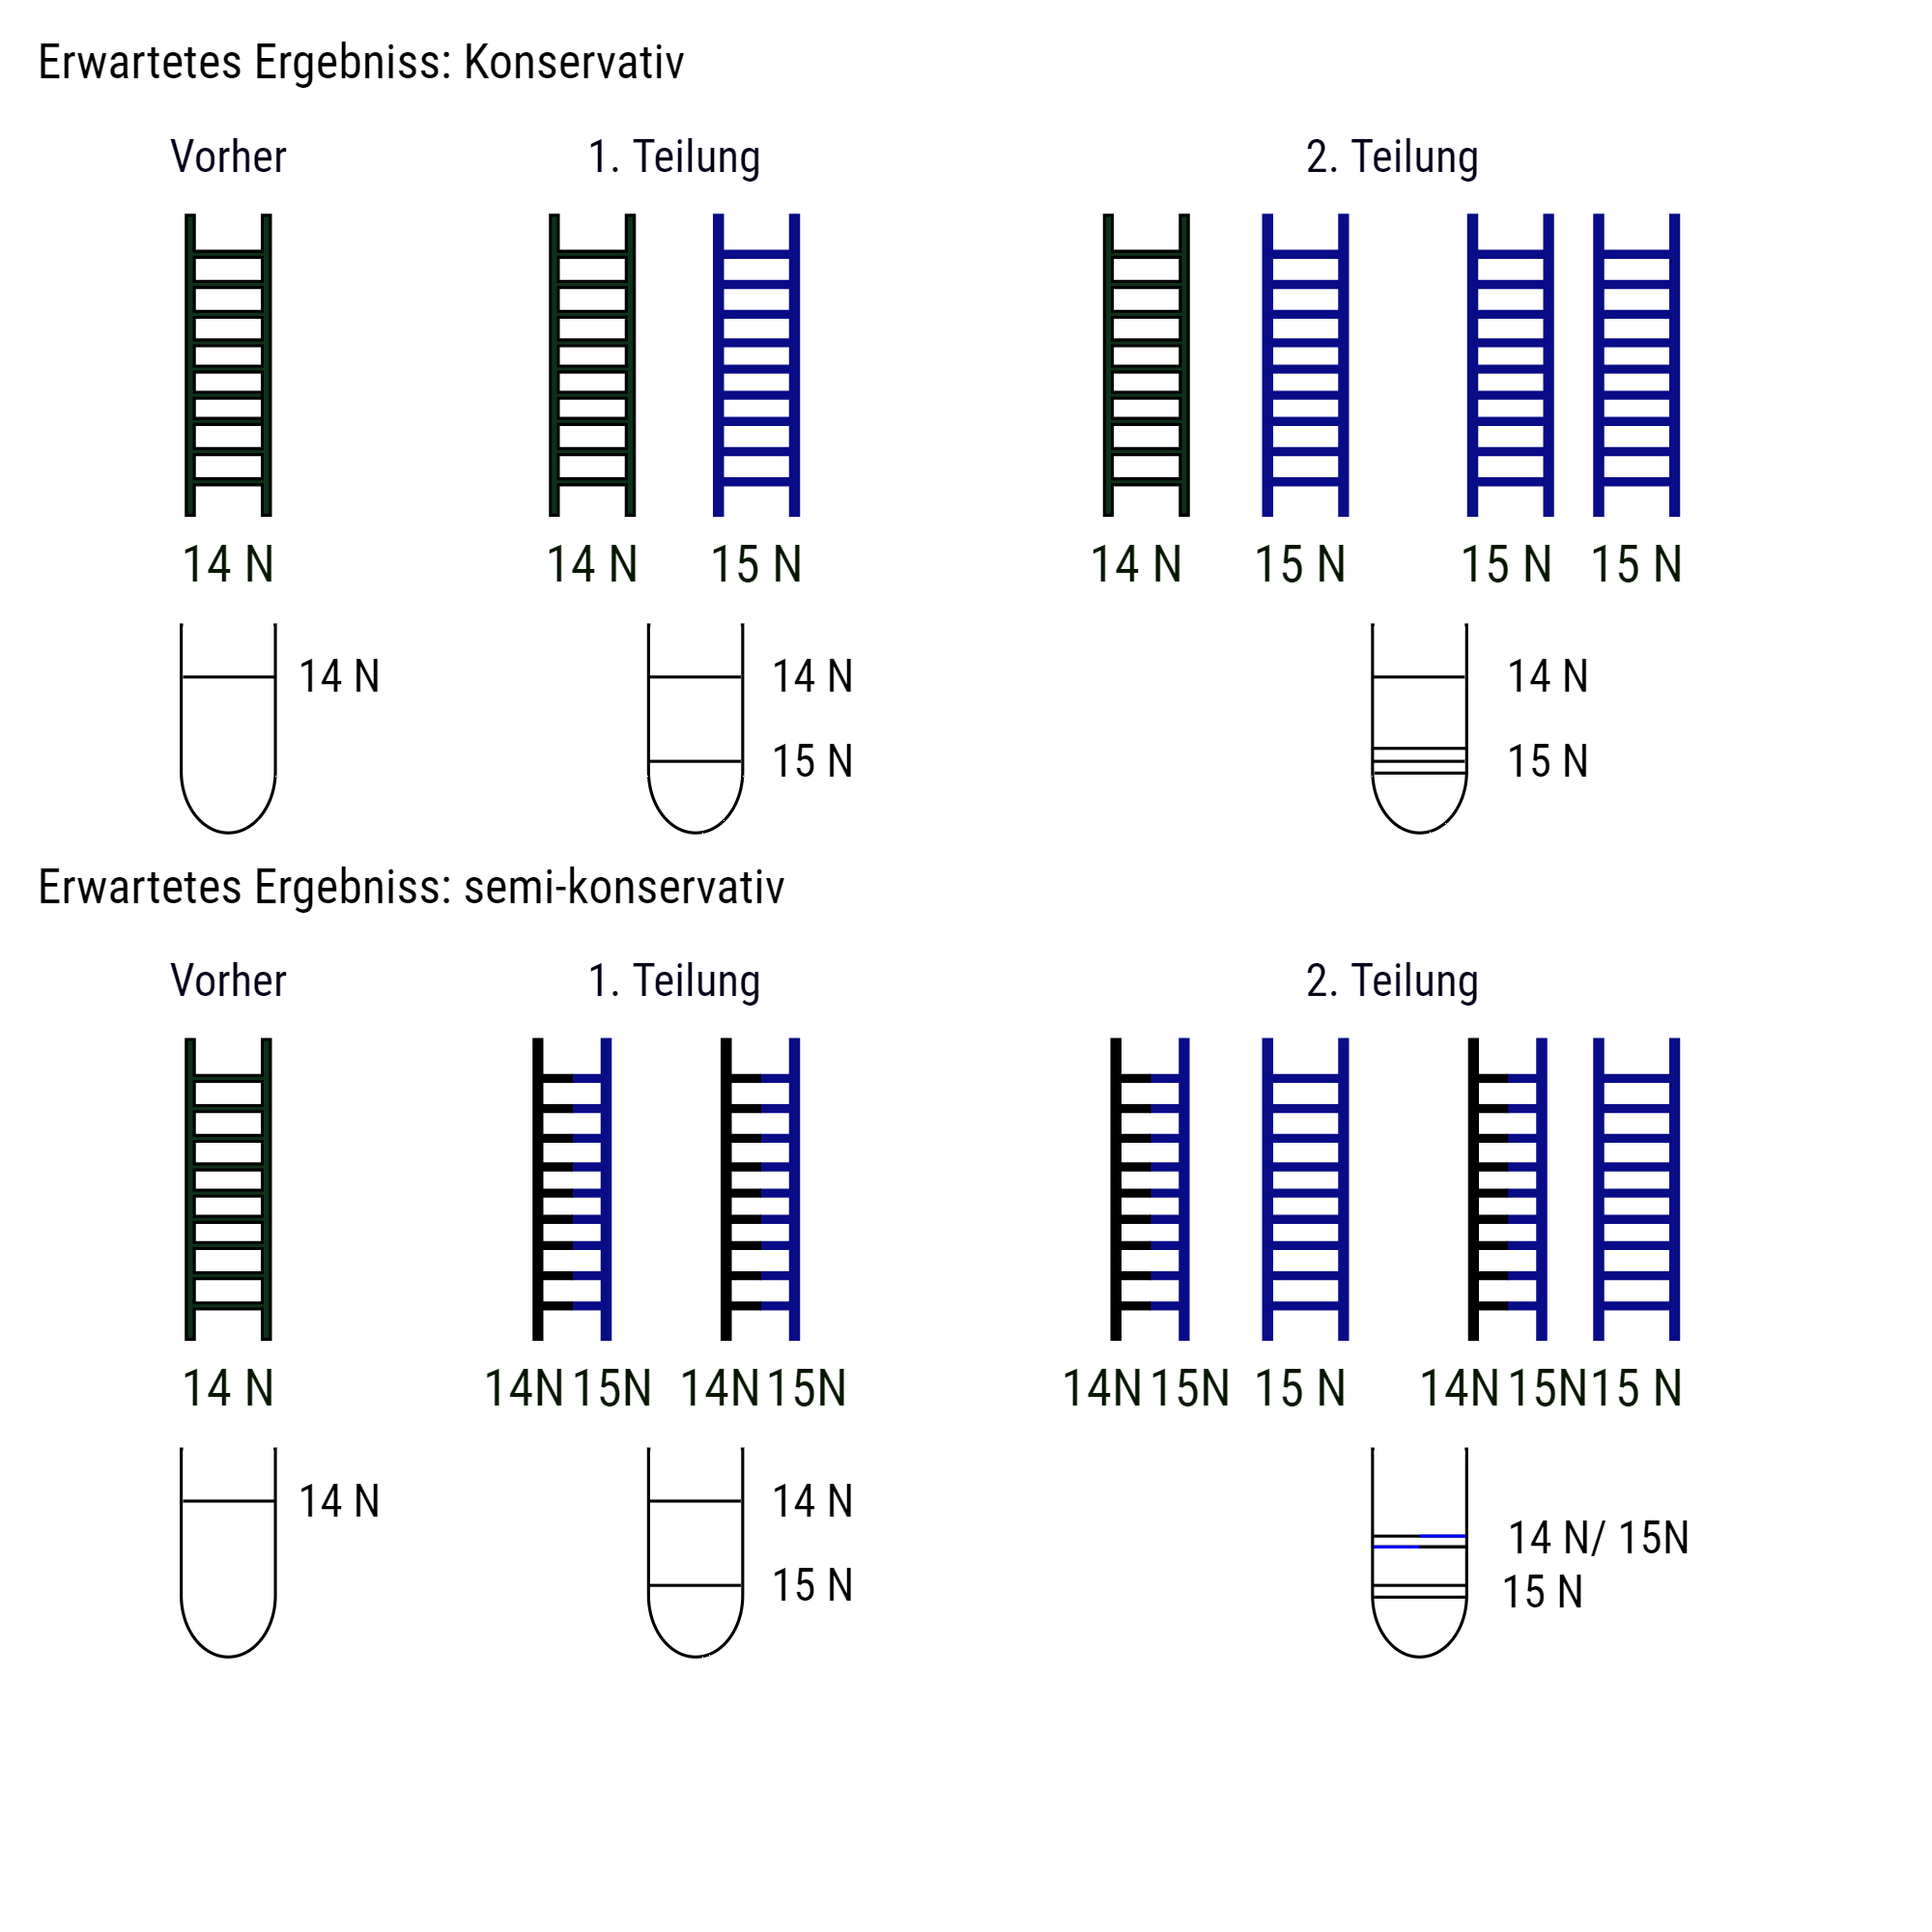 Erwartetes Ergebniss: Konservativ
Vorher 1. Teilung 2. Teilung
14 N 14 N 15 N 14 N 15 N 15 N 15 N
14 N 14 N 14 N
15 N 15 N
Erwartetes Ergebniss: semi-konservativ
Vorher 1. Teilung 2. Teilung
14 N 14N 15N 14N 15N 14N 15N 15 N 14N 15N 15 N
14 N 14 N 14 N/ 15N
15 N 15 N